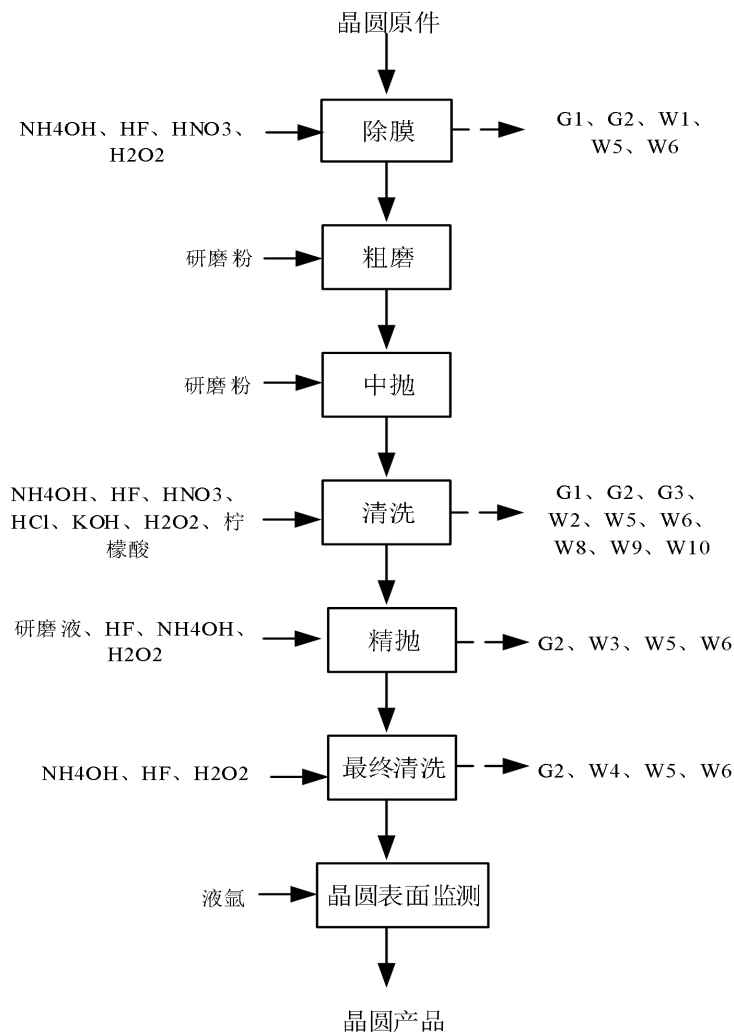 晶圆原件
NH4OH、HF、HNO3、
H2O2
除膜
G1、G2、W1、
W5、W6
研磨粉
粗磨
研磨粉
中抛
NH4OH、HF、HNO3、
HCl、KOH、H2O2、柠
檬酸
清洗
G1、G2、G3、
W2、W5、W6、
W8、W9、W10
研磨液、HF、NH4OH、
H2O2
精抛
G2、W3、W5、W6
NH4OH、HF、H2O2
最终清洗
G2、W4、W5、W6
液氩
晶圆表面监测
晶圆产品